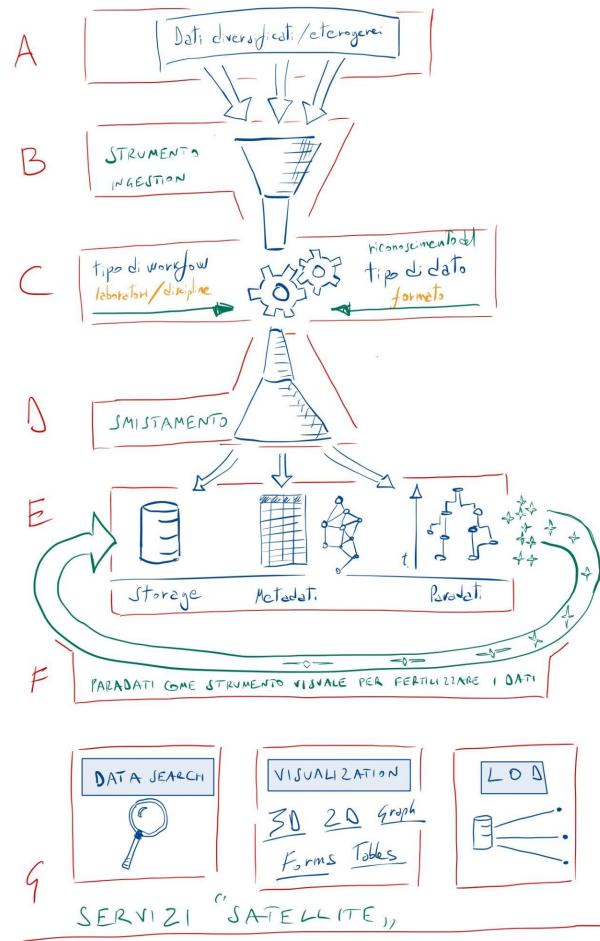 A
Dati diversificati/eterogenei
B
STRUMENTO
INGESTION
C
tipo di workflow
laboratori/discipline
riconoscimento del
tipo di dato
formato
D
SMISTAMENTO
E
t
Storage
Metadati
Paradati
F
PARADATI COME STRUMENTO VISUALE PER FERTILIZZARE I DATI
DATA SEARCH
VISUALIZATION
3D 2D Graph
Forms Tables
LOD
G
SERVIZI "SATELLITE„